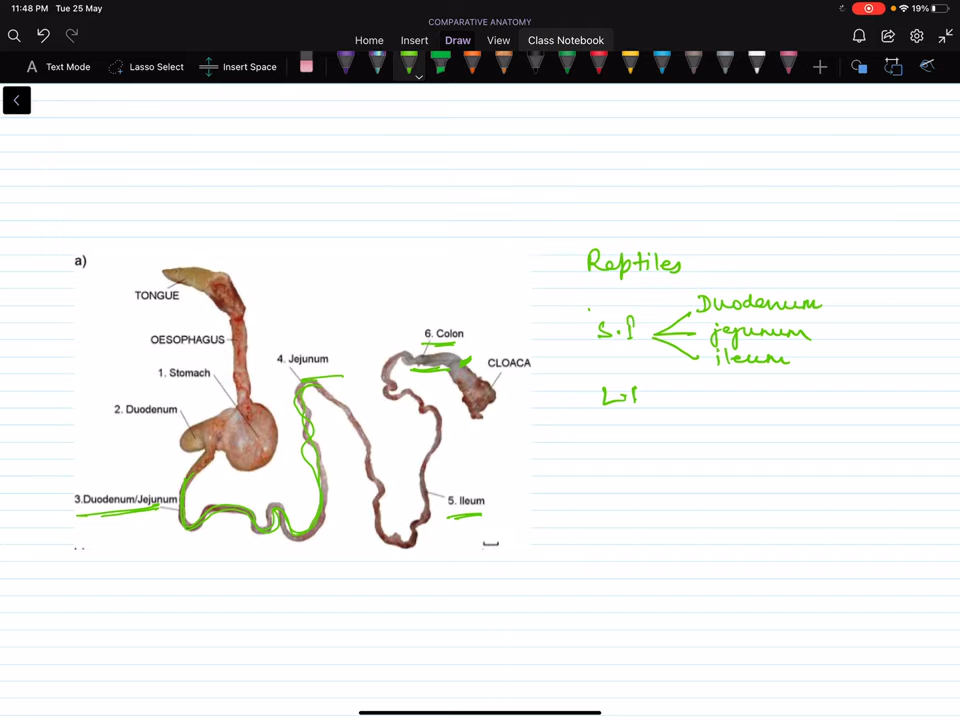 11:48 PM Tue 25 May
19%
COMPARATIVE ANATOMY
Home Insert Draw View Class Notebook
Text Mode Lasso Select Insert Space
a)
TONGUE
OESOPHAGUS
1. Stomach
2. Duodenum
3.Duodenum/Jejunum
4. Jejunum
6. Colon
CLOACA
5. Ileum
Reptiles
S.I
Duodenum
jejunum
ileum
L.I